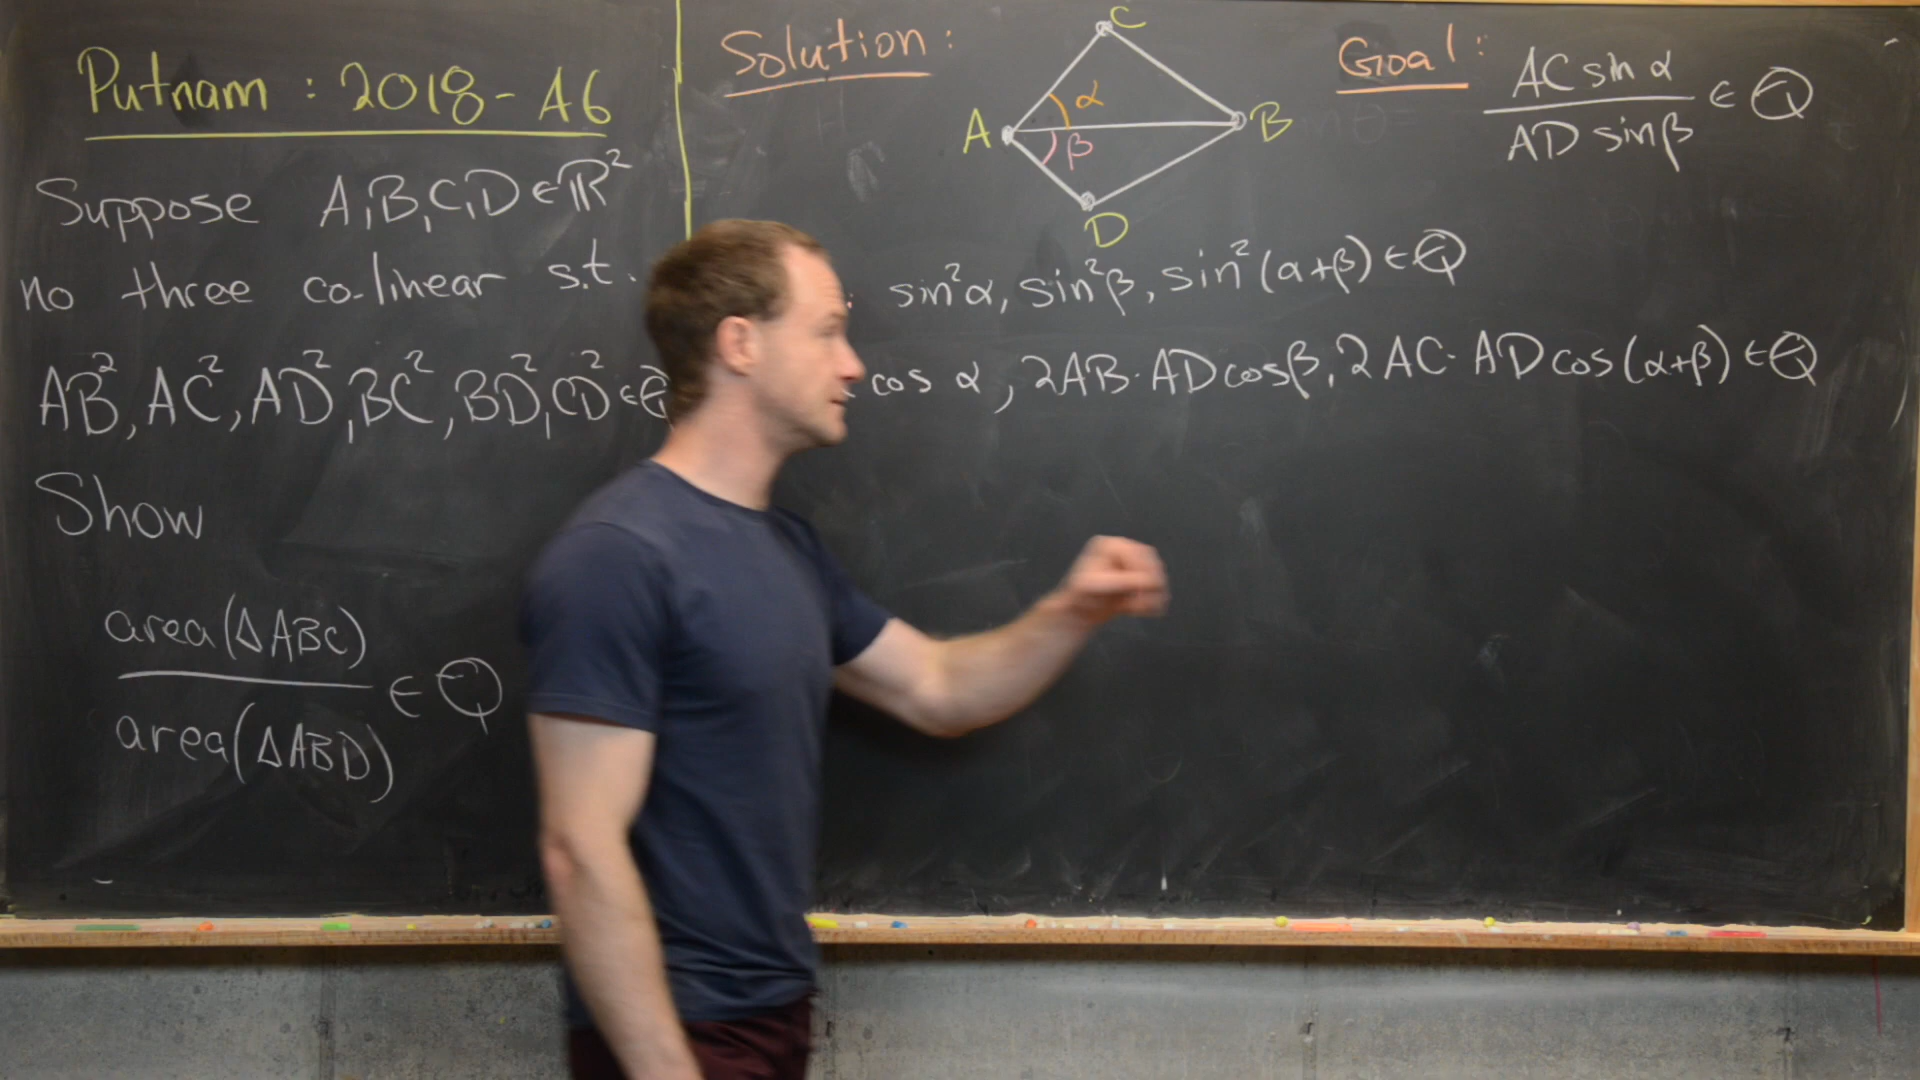 Putnam : 2018 - A6
Suppose A,B,C,D ∈ ℝ²
no three co-linear s.t.
AB², AC², AD², BC², BD², CD² ∈ ℚ
Show
area(ΔABC)
area(ΔABD)
∈ ℚ
Solution:
C
A
α
β
B
D
Goal:
AC sin α
AD sin β
∈ ℚ
sin²α, sin²β, sin²(α+β) ∈ ℚ
cos α, 2AB·AD cosβ, 2AC·AD cos(α+β) ∈ ℚ